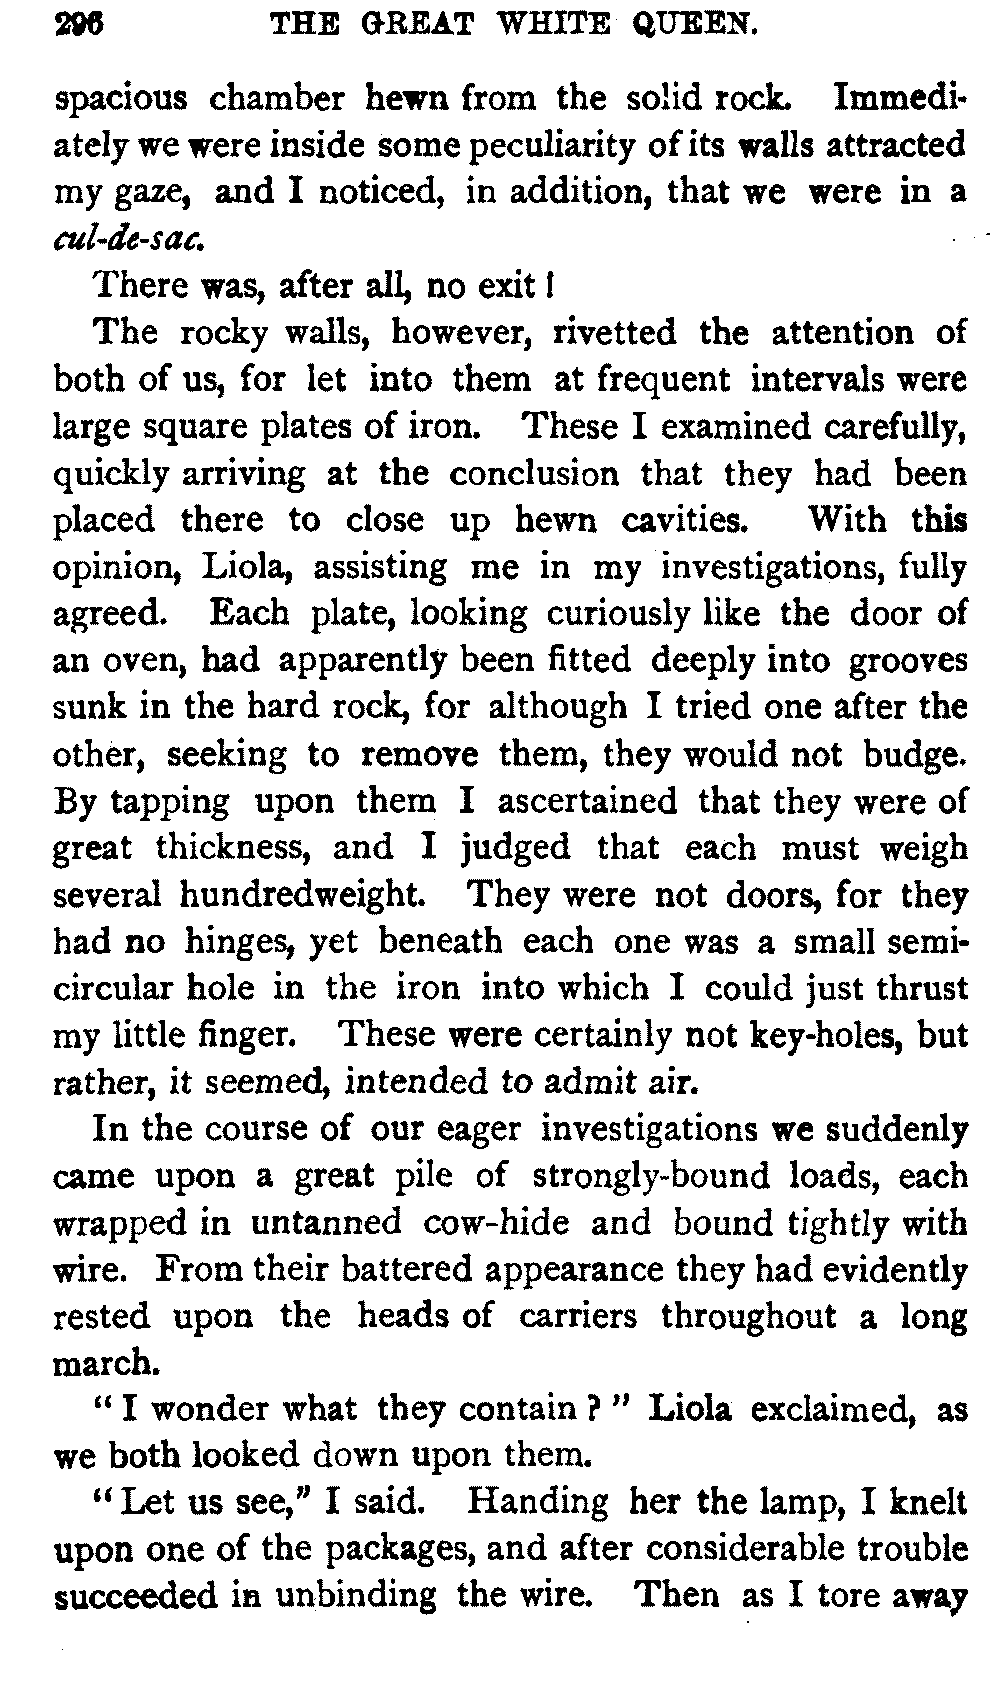 296 THE GREAT WHITE QUEEN.
spacious chamber hewn from the solid rock. Immedi-
ately we were inside some peculiarity of its walls attracted
my gaze, and I noticed, in addition, that we were in a
cul-de-sac.
There was, after all, no exit!
The rocky walls, however, rivetted the attention of
both of us, for let into them at frequent intervals were
large square plates of iron. These I examined carefully,
quickly arriving at the conclusion that they had been
placed there to close up hewn cavities. With this
opinion, Liola, assisting me in my investigations, fully
agreed. Each plate, looking curiously like the door of
an oven, had apparently been fitted deeply into grooves
sunk in the hard rock, for although I tried one after the
other, seeking to remove them, they would not budge.
By tapping upon them I ascertained that they were of
great thickness, and I judged that each must weigh
several hundredweight. They were not doors, for they
had no hinges, yet beneath each one was a small semi-
circular hole in the iron into which I could just thrust
my little finger. These were certainly not key-holes, but
rather, it seemed, intended to admit air.
In the course of our eager investigations we suddenly
came upon a great pile of strongly-bound loads, each
wrapped in untanned cow-hide and bound tightly with
wire. From their battered appearance they had evidently
rested upon the heads of carriers throughout a long
march.
"I wonder what they contain?" Liola exclaimed, as
we both looked down upon them.
"Let us see," I said. Handing her the lamp, I knelt
upon one of the packages, and after considerable trouble
succeeded in unbinding the wire. Then as I tore away